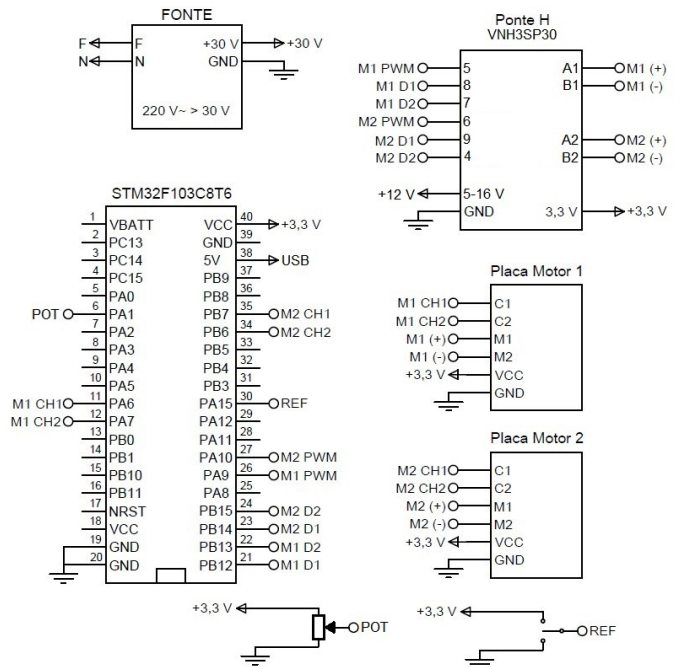 FONTE
F F +30 V +30 V
N N GND
220 V~ > 30 V
Ponte H
VNH3SP30
M1 PWM 5 A1 M1 (+)
M1 D1 8 B1 M1 (-)
M1 D2 7
M2 PWM 6
M2 D1 9 A2 M2 (+)
M2 D2 4 B2 M2 (-)
+12 V 5-16 V
GND 3,3 V +3,3 V
STM32F103C8T6
1 VBATT VCC 40 +3,3 V
2 PC13 GND 39
3 PC14 5V 38 USB
4 PC15 PB9 37
5 PA0 PB8 36
POT 6 PA1 PB7 35 M2 CH1
7 PA2 PB6 34 M2 CH2
8 PA3 PB5 33
9 PA4 PB4 32
10 PA5 PB3 31
M1 CH1 11 PA6 PA15 30 REF
M1 CH2 12 PA7 PA12 29
13 PB0 PA11 28
14 PB1 PA10 27 M2 PWM
15 PB10 PA9 26 M1 PWM
16 PB11 PA8 25
17 NRST PB15 24 M2 D2
18 VCC PB14 23 M2 D1
19 GND PB13 22 M1 D2
20 GND PB12 21 M1 D1
Placa Motor 1
M1 CH1 C1
M1 CH2 C2
M1 (+) M1
M1 (-) M2
+3,3 V VCC
GND
Placa Motor 2
M2 CH1 C1
M2 CH2 C2
M2 (+) M1
M2 (-) M2
+3,3 V VCC
GND
+3,3 V
POT
+3,3 V
REF